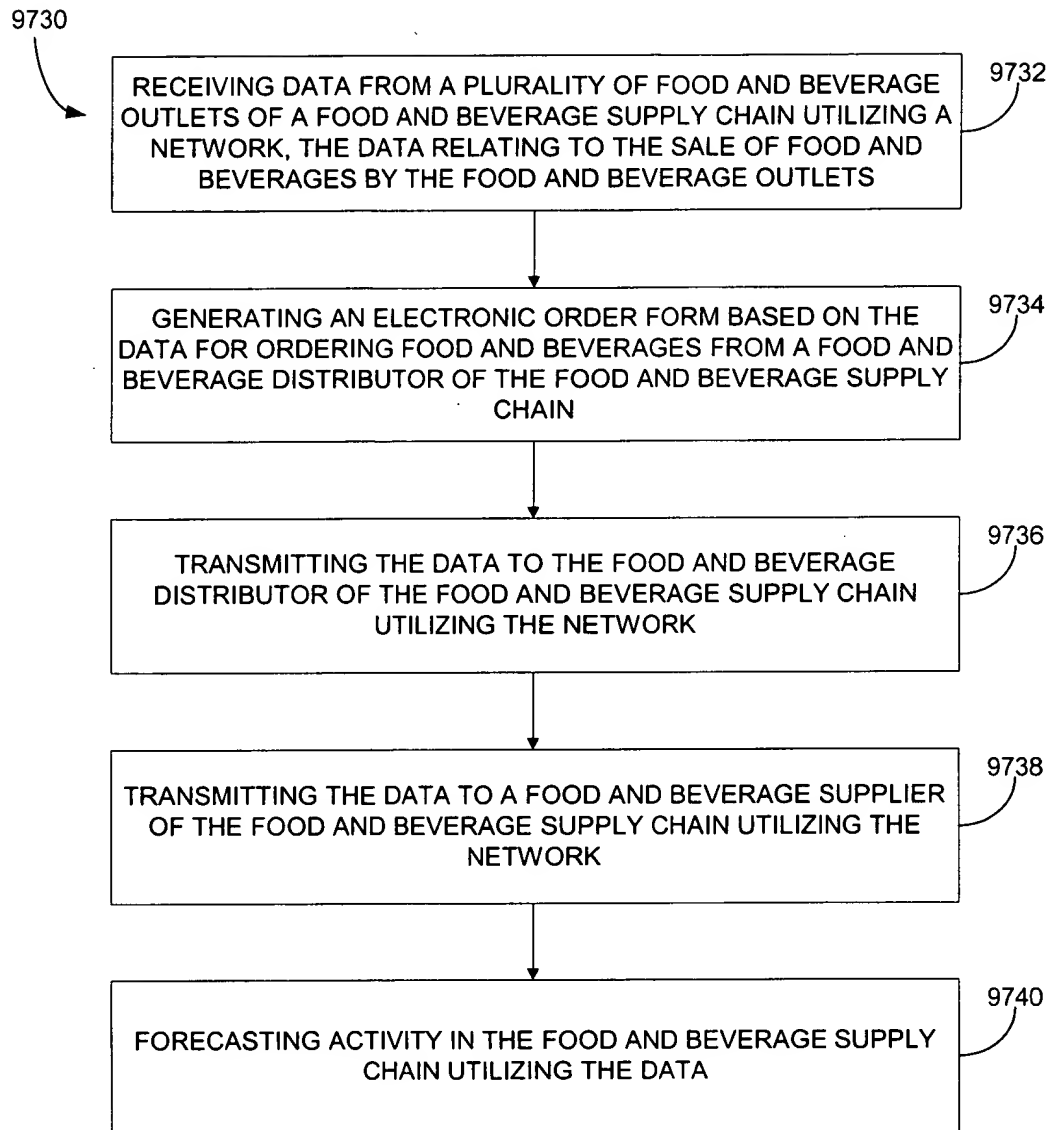 9730
RECEIVING DATA FROM A PLURALITY OF FOOD AND BEVERAGE
OUTLETS OF A FOOD AND BEVERAGE SUPPLY CHAIN UTILIZING A
NETWORK, THE DATA RELATING TO THE SALE OF FOOD AND
BEVERAGES BY THE FOOD AND BEVERAGE OUTLETS
9732
GENERATING AN ELECTRONIC ORDER FORM BASED ON THE
DATA FOR ORDERING FOOD AND BEVERAGES FROM A FOOD AND
BEVERAGE DISTRIBUTOR OF THE FOOD AND BEVERAGE SUPPLY
CHAIN
9734
TRANSMITTING THE DATA TO THE FOOD AND BEVERAGE
DISTRIBUTOR OF THE FOOD AND BEVERAGE SUPPLY CHAIN
UTILIZING THE NETWORK
9736
TRANSMITTING THE DATA TO A FOOD AND BEVERAGE SUPPLIER
OF THE FOOD AND BEVERAGE SUPPLY CHAIN UTILIZING THE
NETWORK
9738
FORECASTING ACTIVITY IN THE FOOD AND BEVERAGE SUPPLY
CHAIN UTILIZING THE DATA
9740